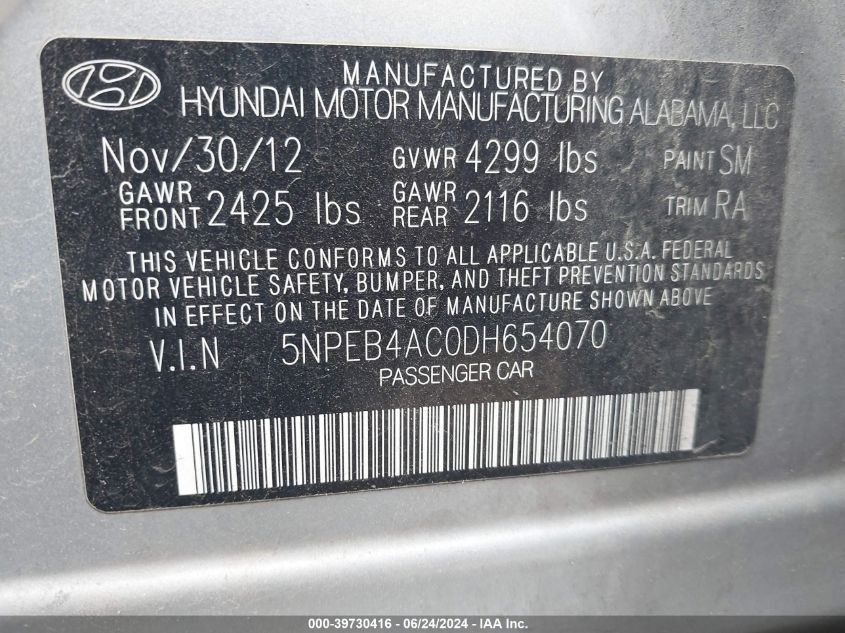 MANUFACTURED BY
HYUNDAI MOTOR MANUFACTURING ALABAMA, LLC
Nov/30/12 GVWR 4299 lbs PAINT SM
GAWR FRONT 2425 lbs GAWR REAR 2116 lbs TRIM RA
THIS VEHICLE CONFORMS TO ALL APPLICABLE U.S.A. FEDERAL
MOTOR VEHICLE SAFETY, BUMPER, AND THEFT PREVENTION STANDARDS
IN EFFECT ON THE DATE OF MANUFACTURE SHOWN ABOVE
V.I.N 5NPEB4AC0DH654070
PASSENGER CAR
000-39730416 - 06/24/2024 - IAA Inc.